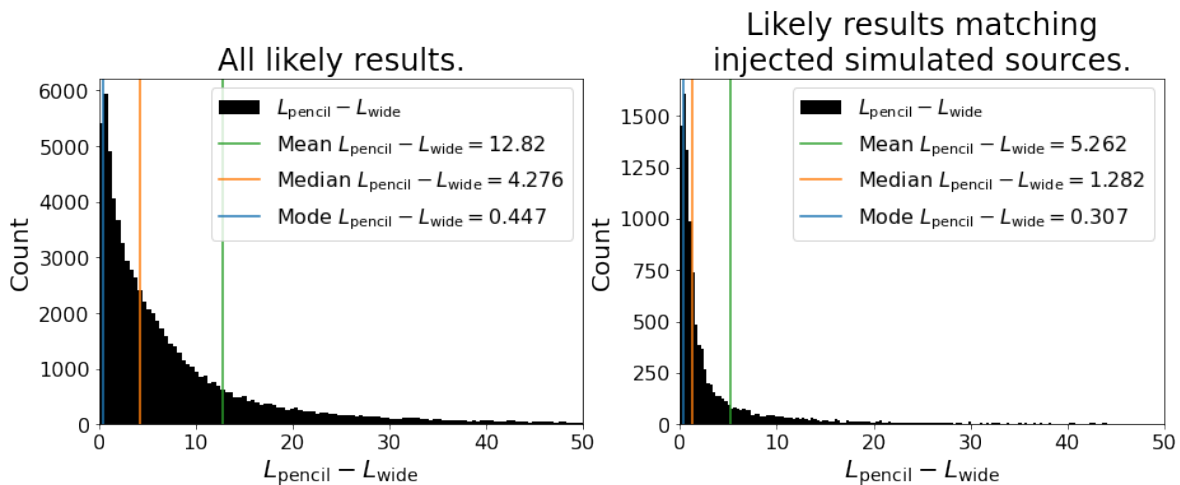 All likely results.
6000
5000
4000
3000
2000
1000
0
Count
L_pencil − L_wide
Mean L_pencil − L_wide = 12.82
Median L_pencil − L_wide = 4.276
Mode L_pencil − L_wide = 0.447
0 10 20 30 40 50
L_pencil − L_wide
Likely results matching
injected simulated sources.
1500
1250
1000
750
500
250
0
Count
L_pencil − L_wide
Mean L_pencil − L_wide = 5.262
Median L_pencil − L_wide = 1.282
Mode L_pencil − L_wide = 0.307
0 10 20 30 40 50
L_pencil − L_wide